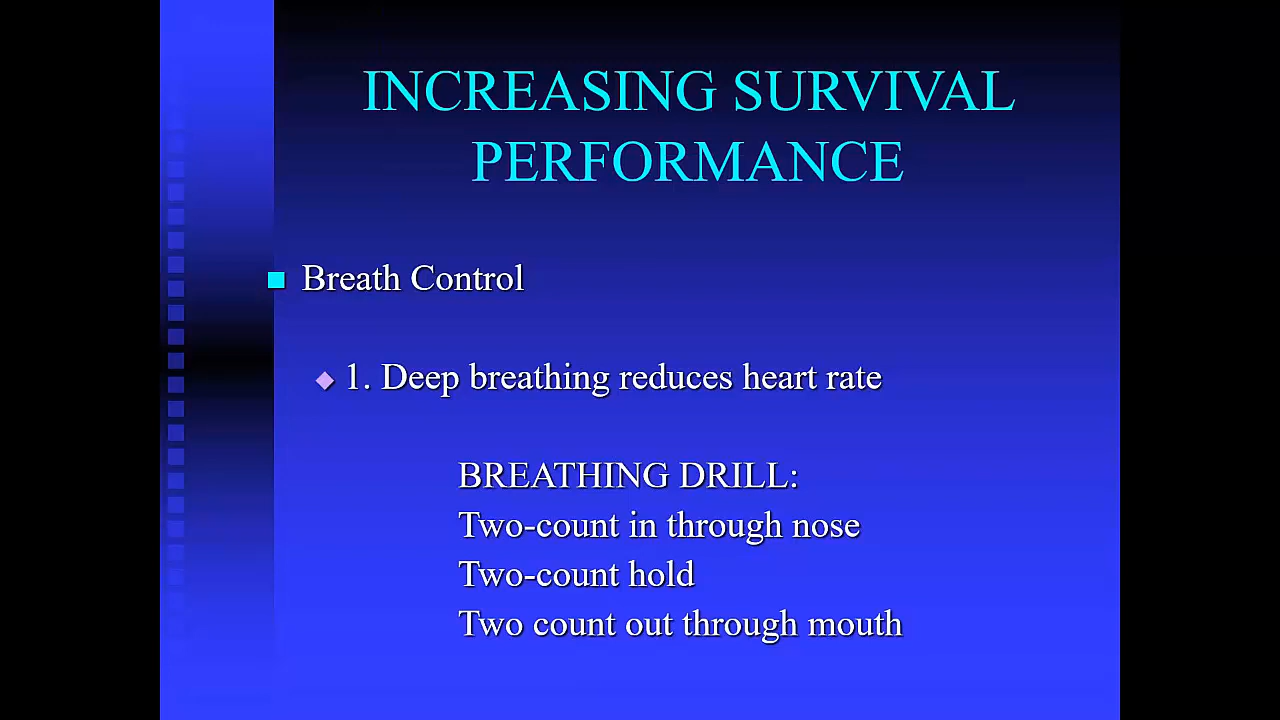 INCREASING SURVIVAL
PERFORMANCE
Breath Control
1. Deep breathing reduces heart rate
BREATHING DRILL:
Two-count in through nose
Two-count hold
Two count out through mouth